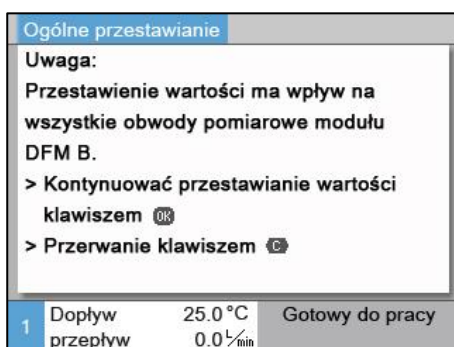 Ogólne przestawianie
Uwaga:
Przestawienie wartości ma wpływ na
wszystkie obwody pomiarowe modułu
DFM B.
> Kontynuować przestawianie wartości
klawiszem OK
> Przerwanie klawiszem C
1 Dopływ 25.0 °C Gotowy do pracy
przepływ 0.0 L/min